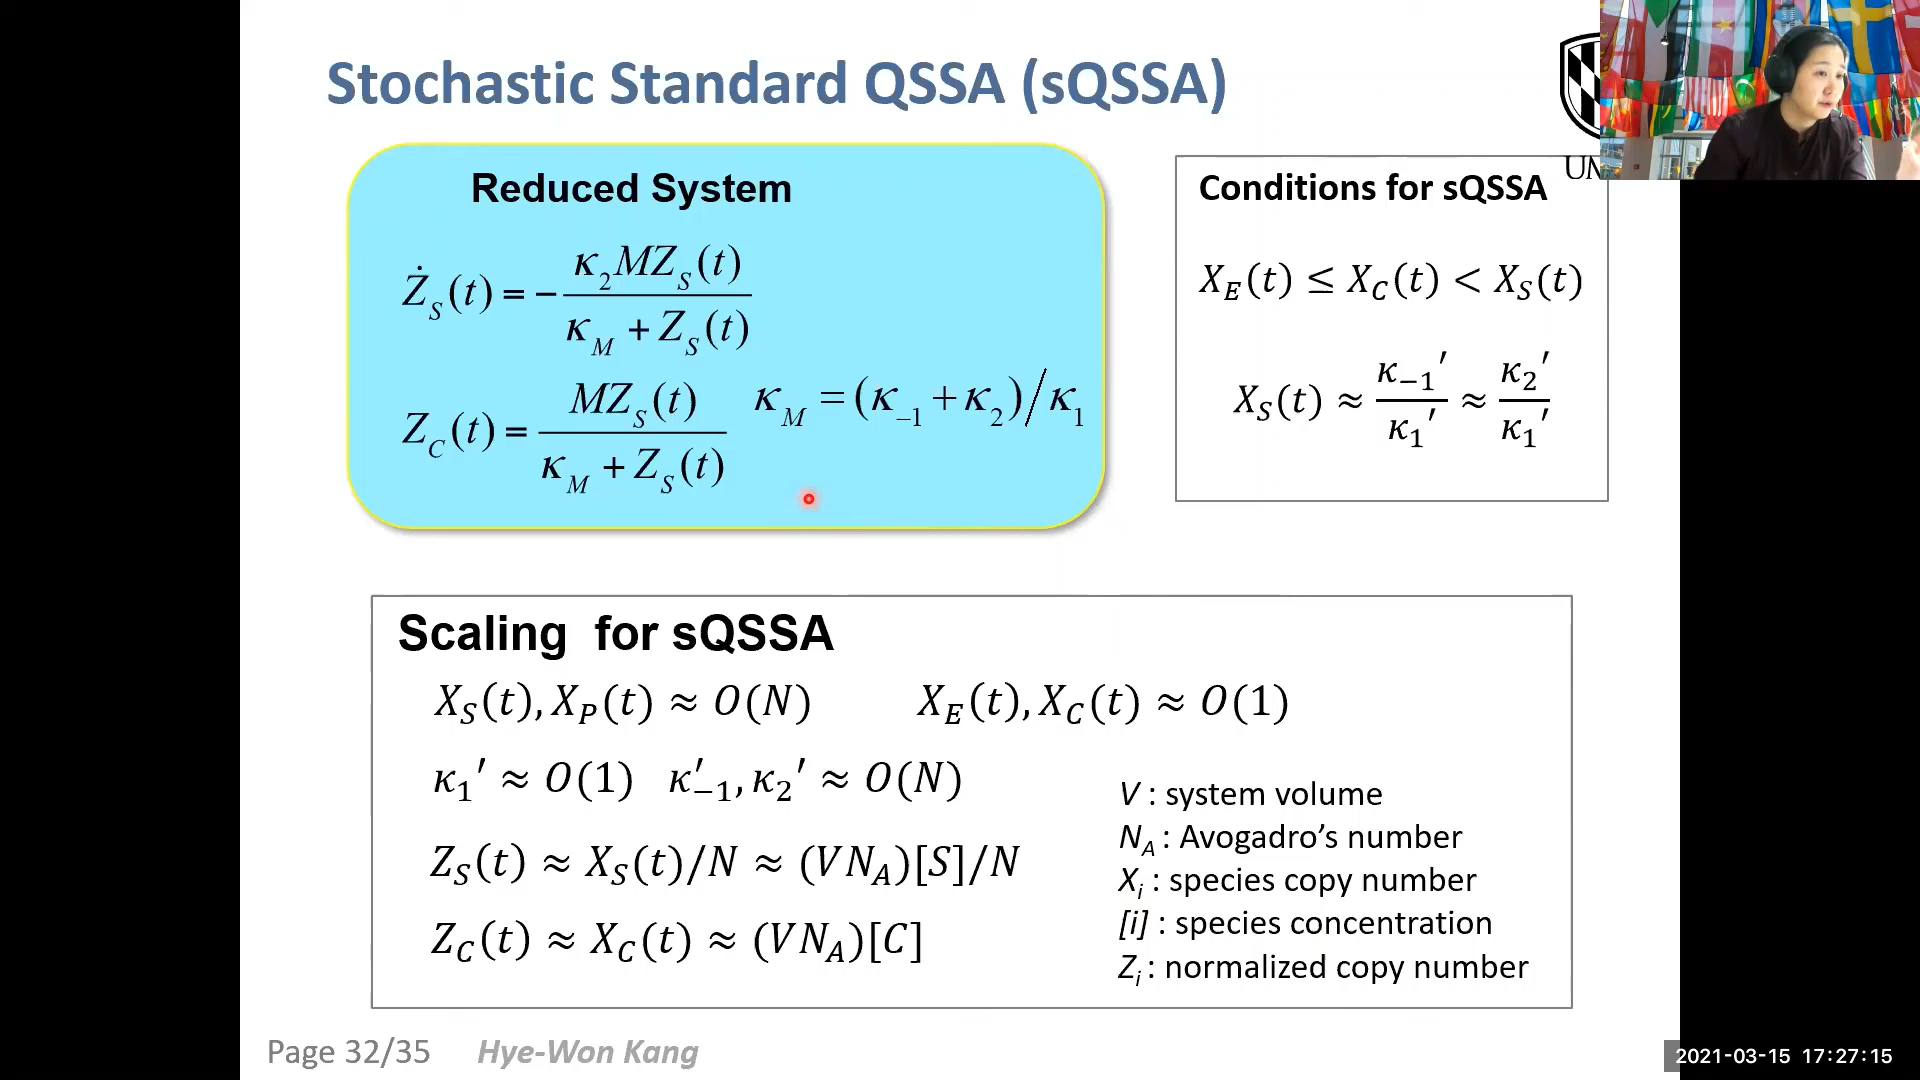 Stochastic Standard QSSA (sQSSA)
Reduced System
Ż_S(t) = − κ₂MZ_S(t) / (κ_M + Z_S(t))
Z_C(t) = MZ_S(t) / (κ_M + Z_S(t))   κ_M = (κ₋₁ + κ₂)/κ₁
Conditions for sQSSA
X_E(t) ≤ X_C(t) < X_S(t)
X_S(t) ≈ κ₋₁′/κ₁′ ≈ κ₂′/κ₁′
Scaling for sQSSA
X_S(t), X_P(t) ≈ O(N)   X_E(t), X_C(t) ≈ O(1)
κ₁′ ≈ O(1)   κ′₋₁, κ₂′ ≈ O(N)
Z_S(t) ≈ X_S(t)/N ≈ (VN_A)[S]/N
Z_C(t) ≈ X_C(t) ≈ (VN_A)[C]
V : system volume
N_A : Avogadro’s number
X_i : species copy number
[i] : species concentration
Z_i : normalized copy number
Page 32/35 Hye-Won Kang
2021-03-15 17:27:15